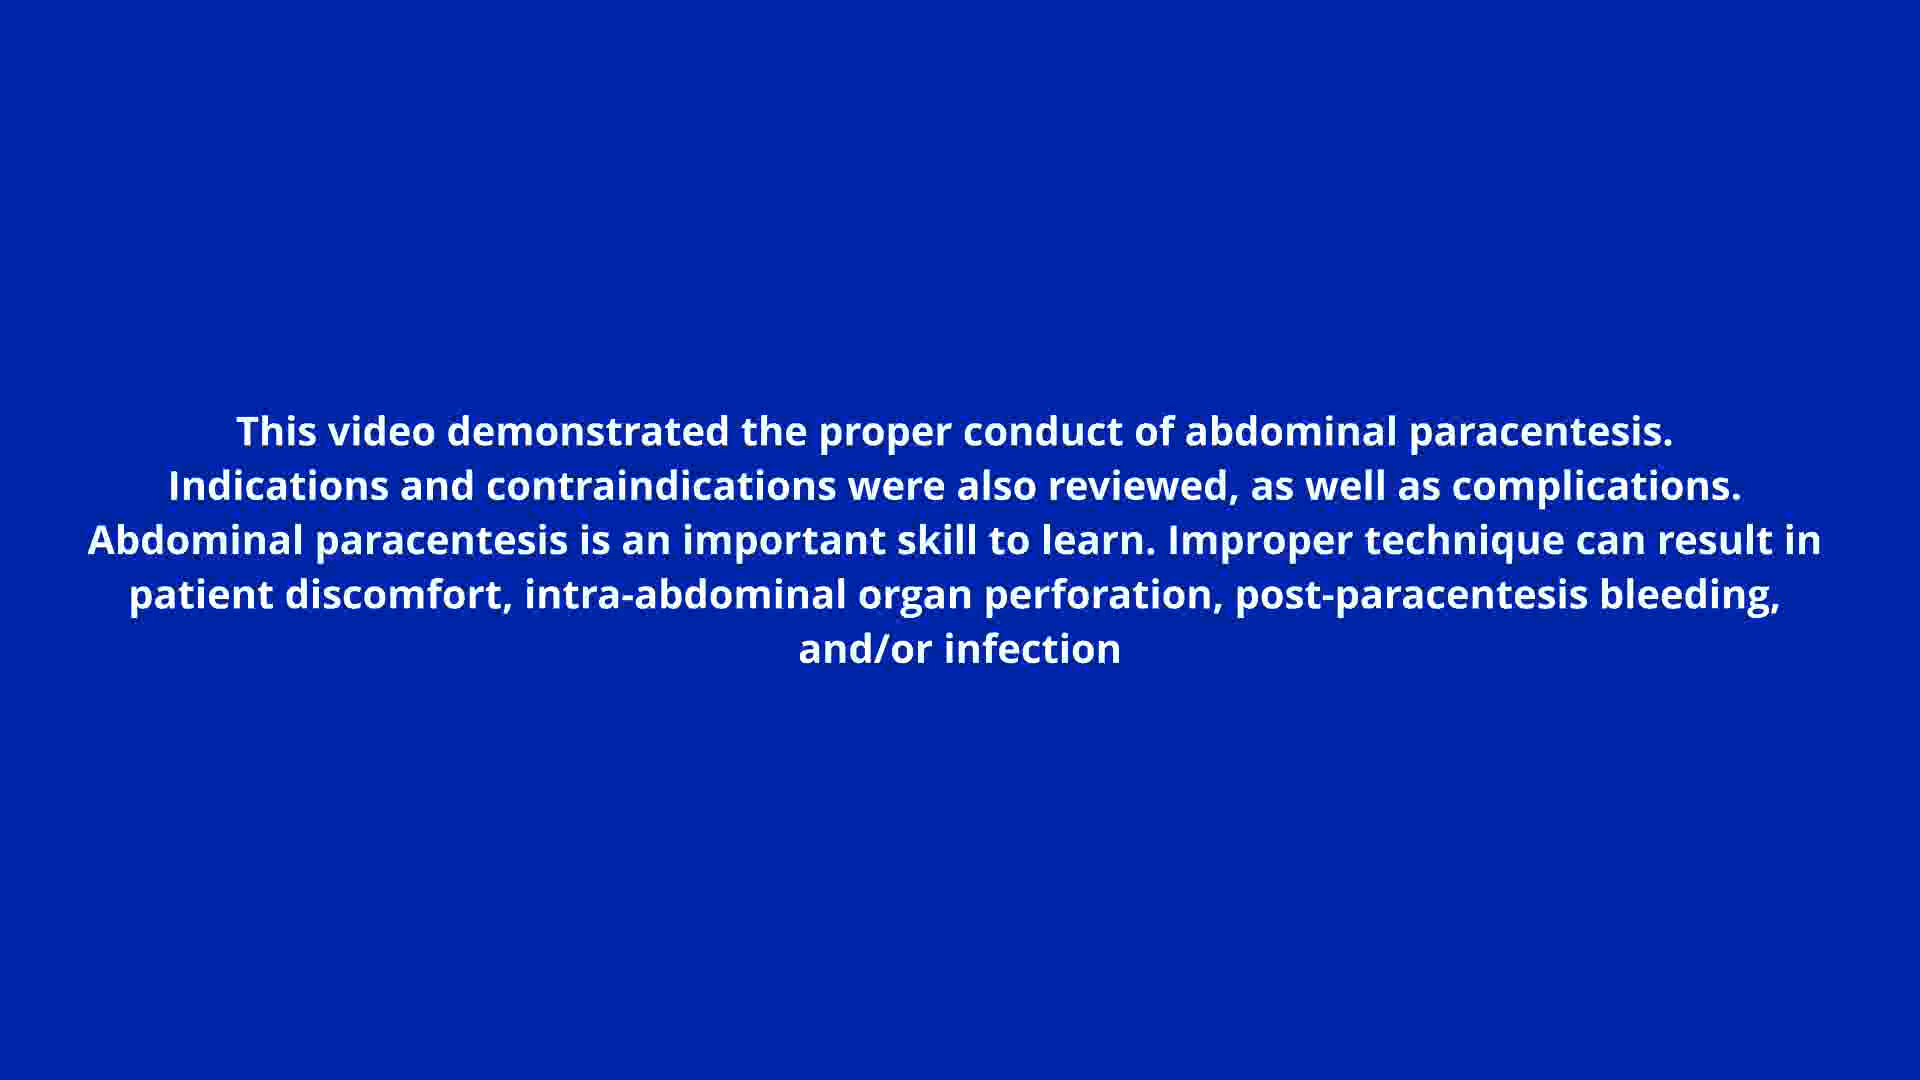 This video demonstrated the proper conduct of abdominal paracentesis.
Indications and contraindications were also reviewed, as well as complications.
Abdominal paracentesis is an important skill to learn. Improper technique can result in
patient discomfort, intra-abdominal organ perforation, post-paracentesis bleeding,
and/or infection